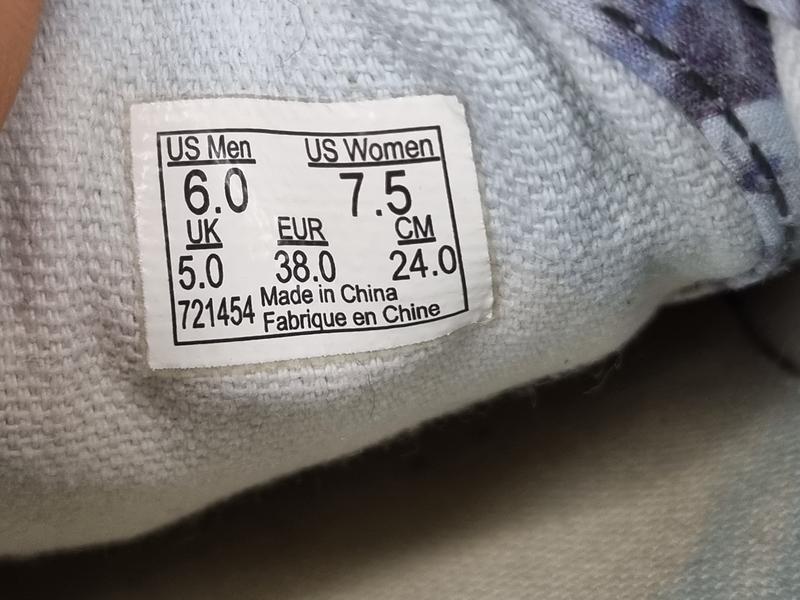 US Men US Women
6.0 7.5
UK EUR CM
5.0 38.0 24.0
721454 Made in China
Fabrique en Chine